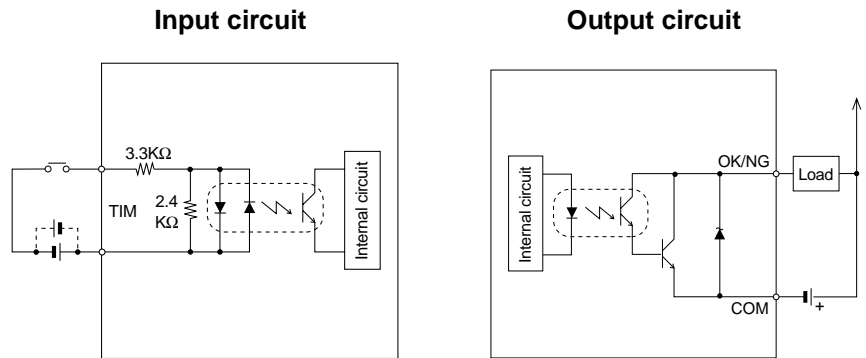 Input circuit
3.3KΩ
TIM
2.4
KΩ
Internal circuit
Output circuit
Internal circuit
OK/NG
Load
COM
+